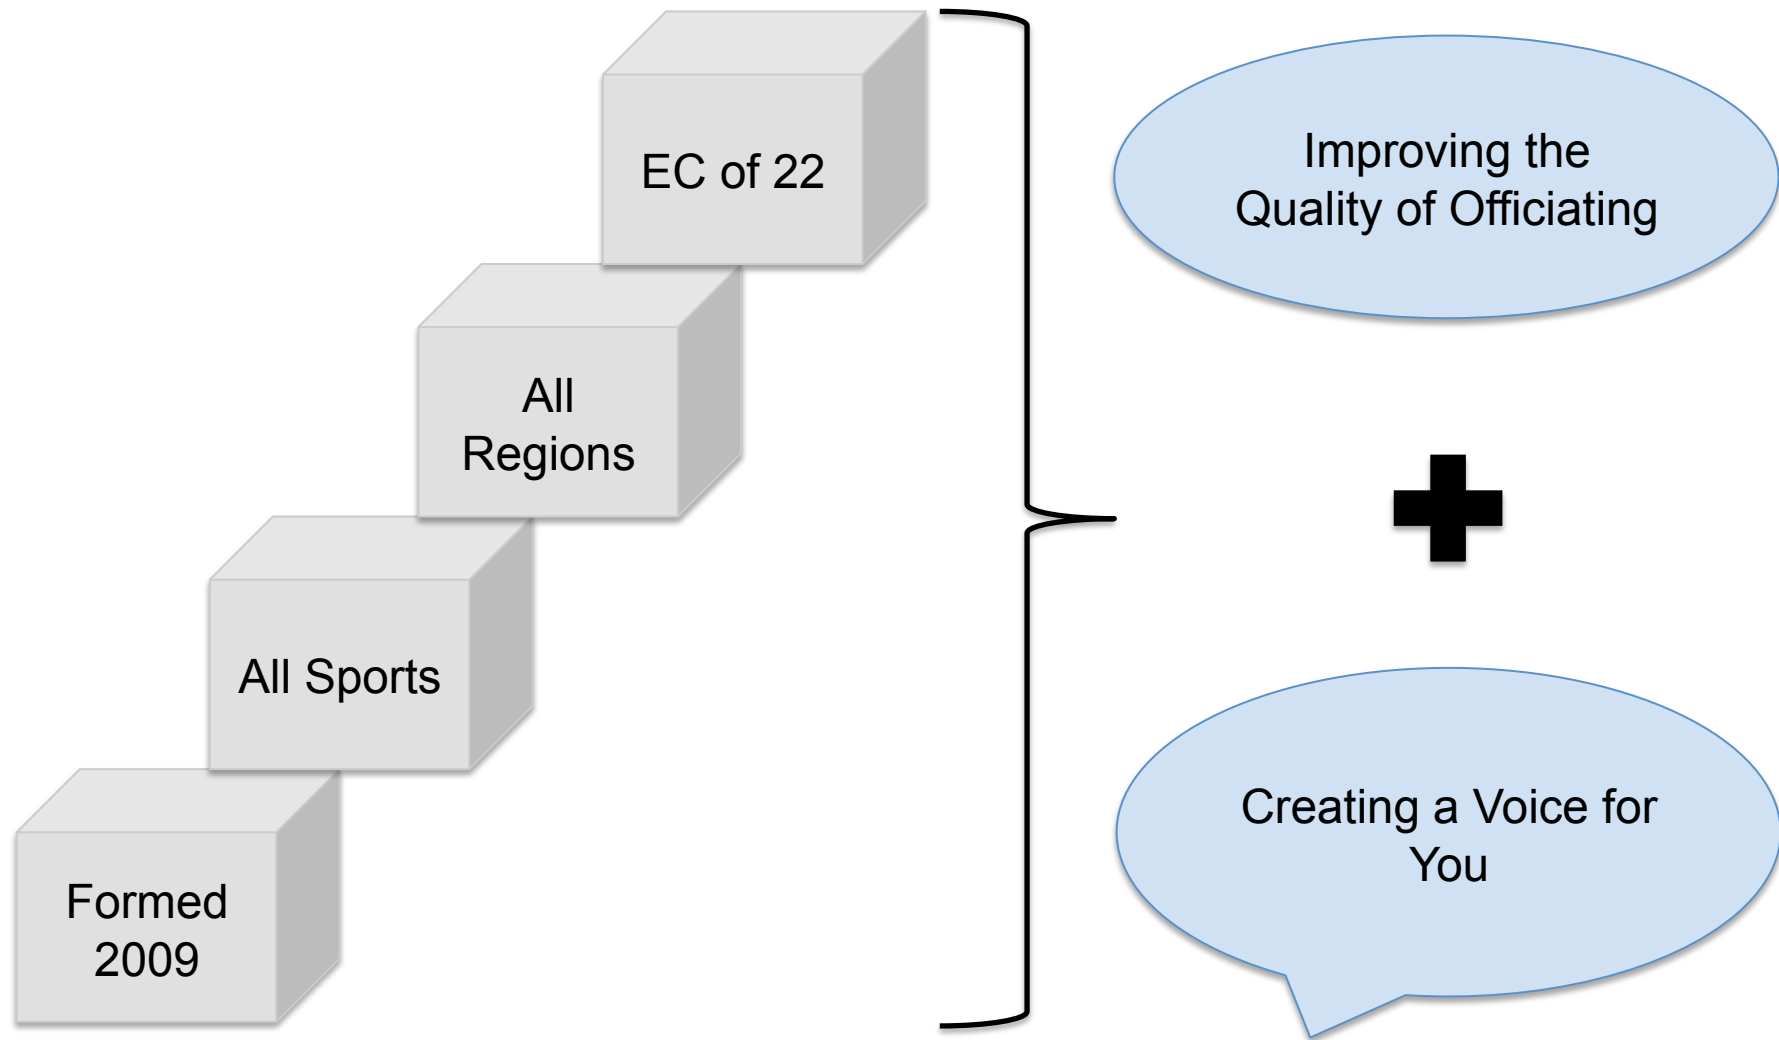 EC of 22
All
Regions
All Sports
Formed
2009
Improving the
Quality of Officiating
Creating a Voice for
You